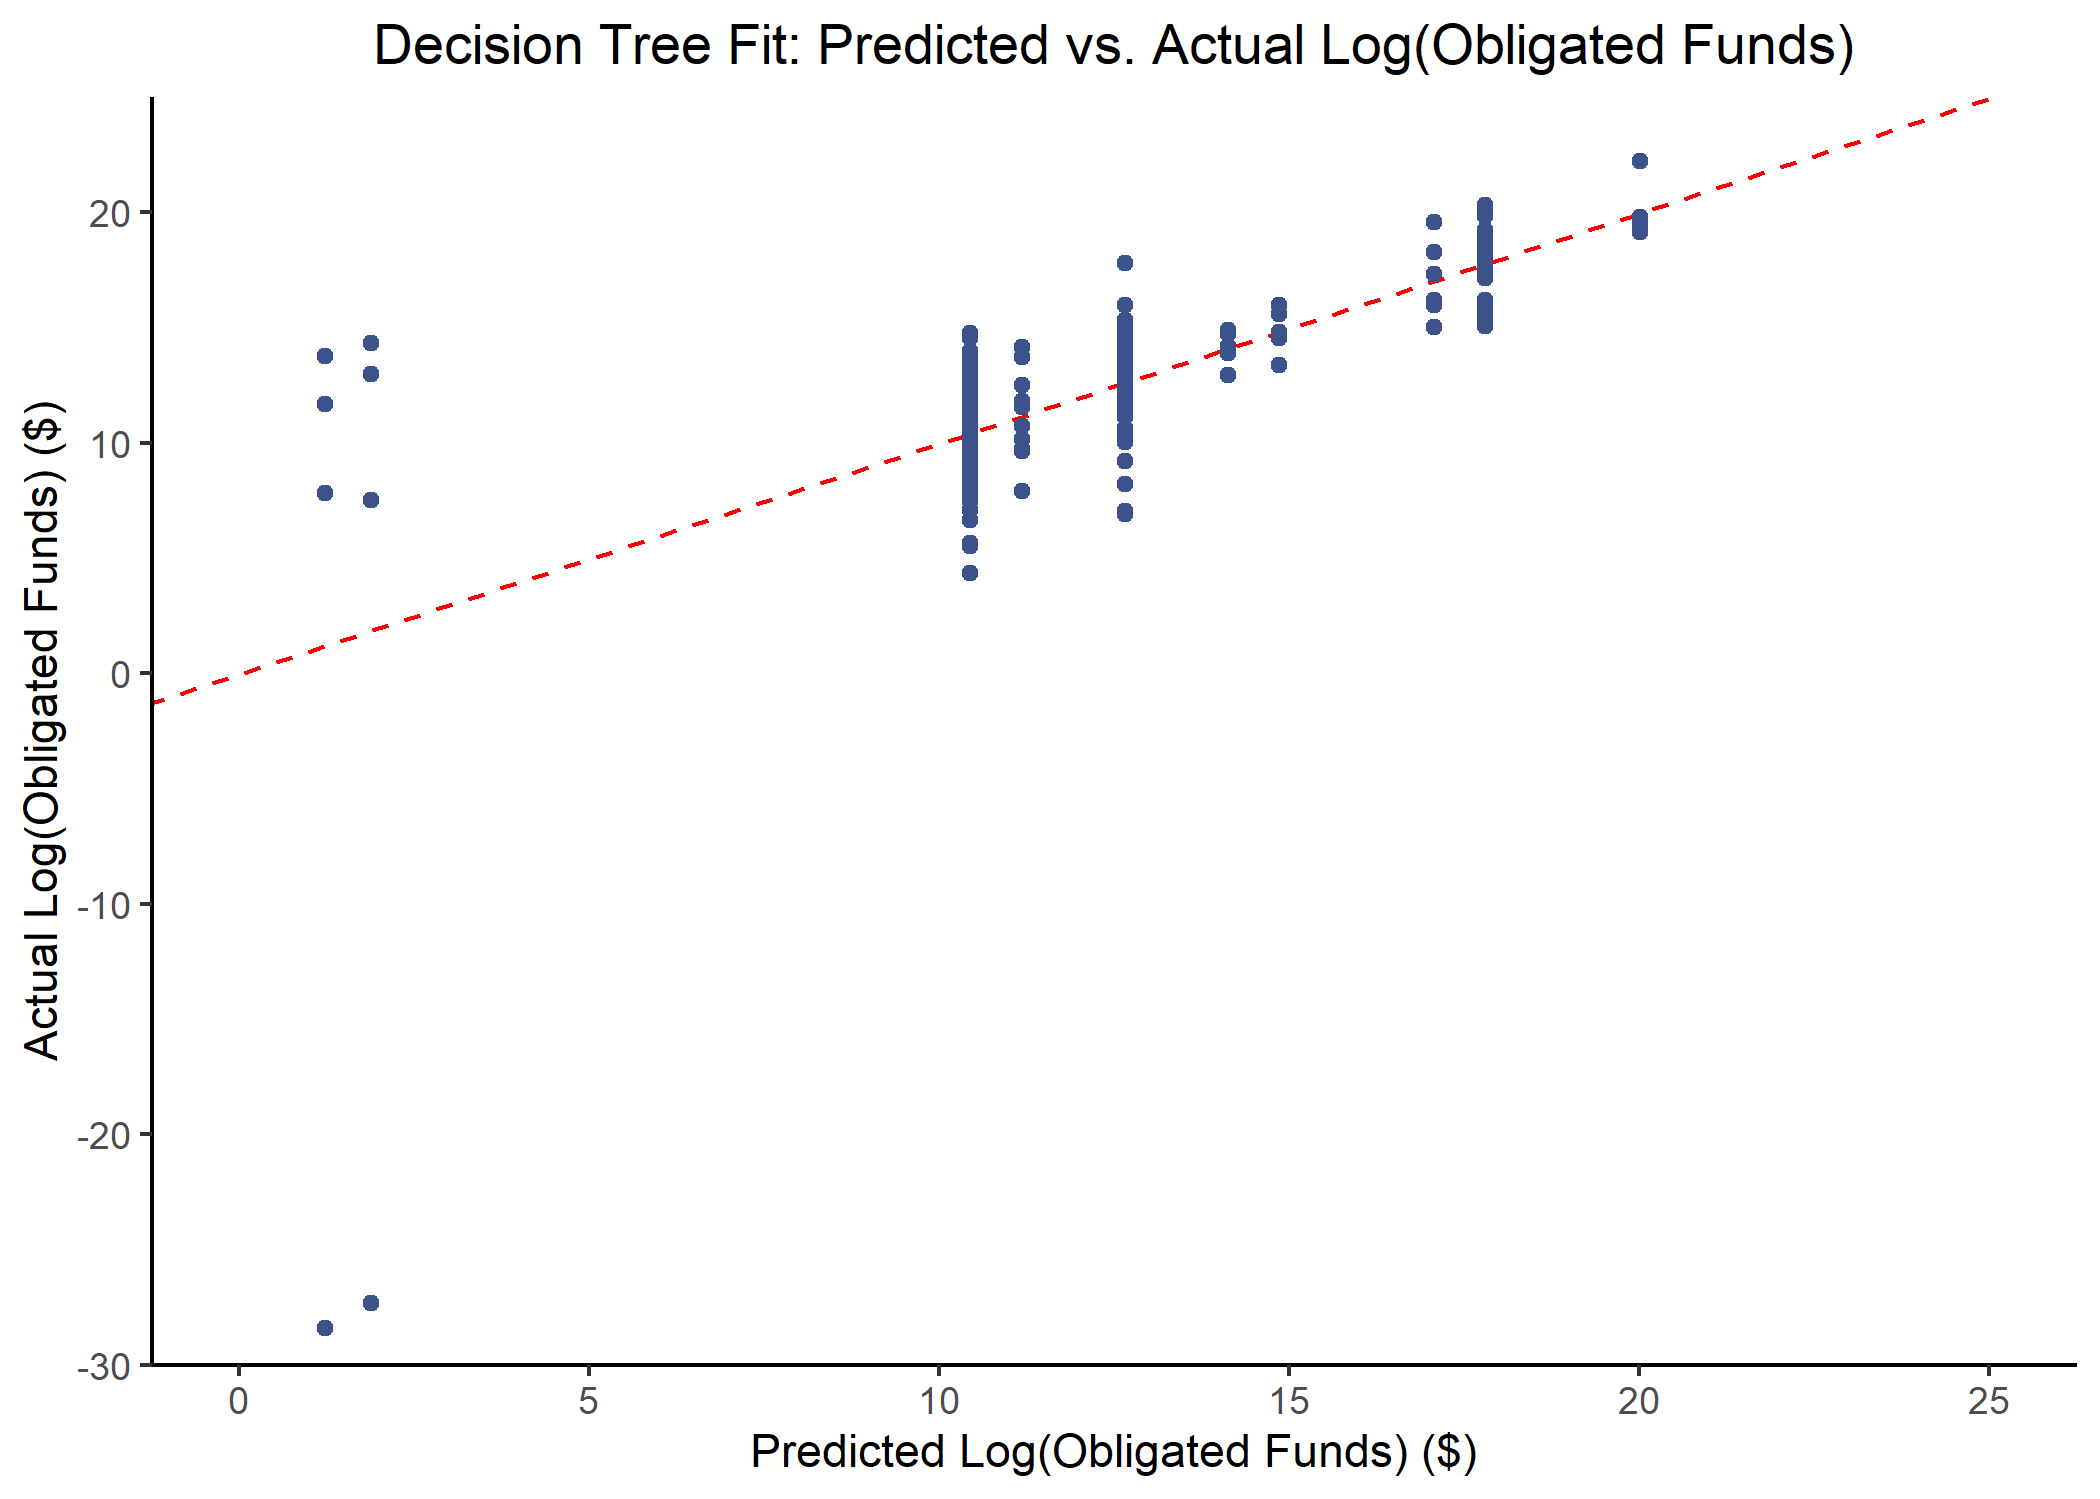 Decision Tree Fit: Predicted vs. Actual Log(Obligated Funds)
Actual Log(Obligated Funds) ($)
20
10
0
-10
-20
-30
0 5 10 15 20 25
Predicted Log(Obligated Funds) ($)